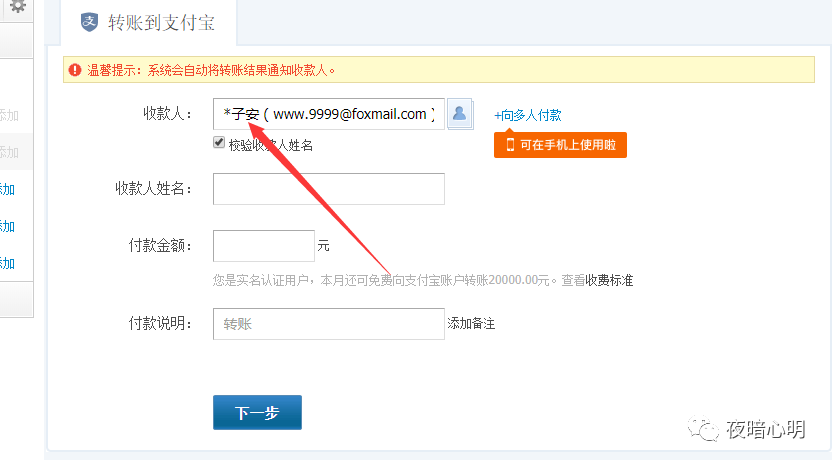 转账到支付宝
温馨提示：系统会自动将转账结果通知收款人。
收款人：
*子安（www.9999@foxmail.com）
+向多人付款
校验收款人姓名
可在手机上使用啦
收款人姓名：
付款金额：
元
您是实名认证用户，本月还可免费向支付宝账户转账20000.00元。查看收费标准
付款说明：
转账
添加备注
下一步
添加
添加
添加
添加
添加
夜暗心明